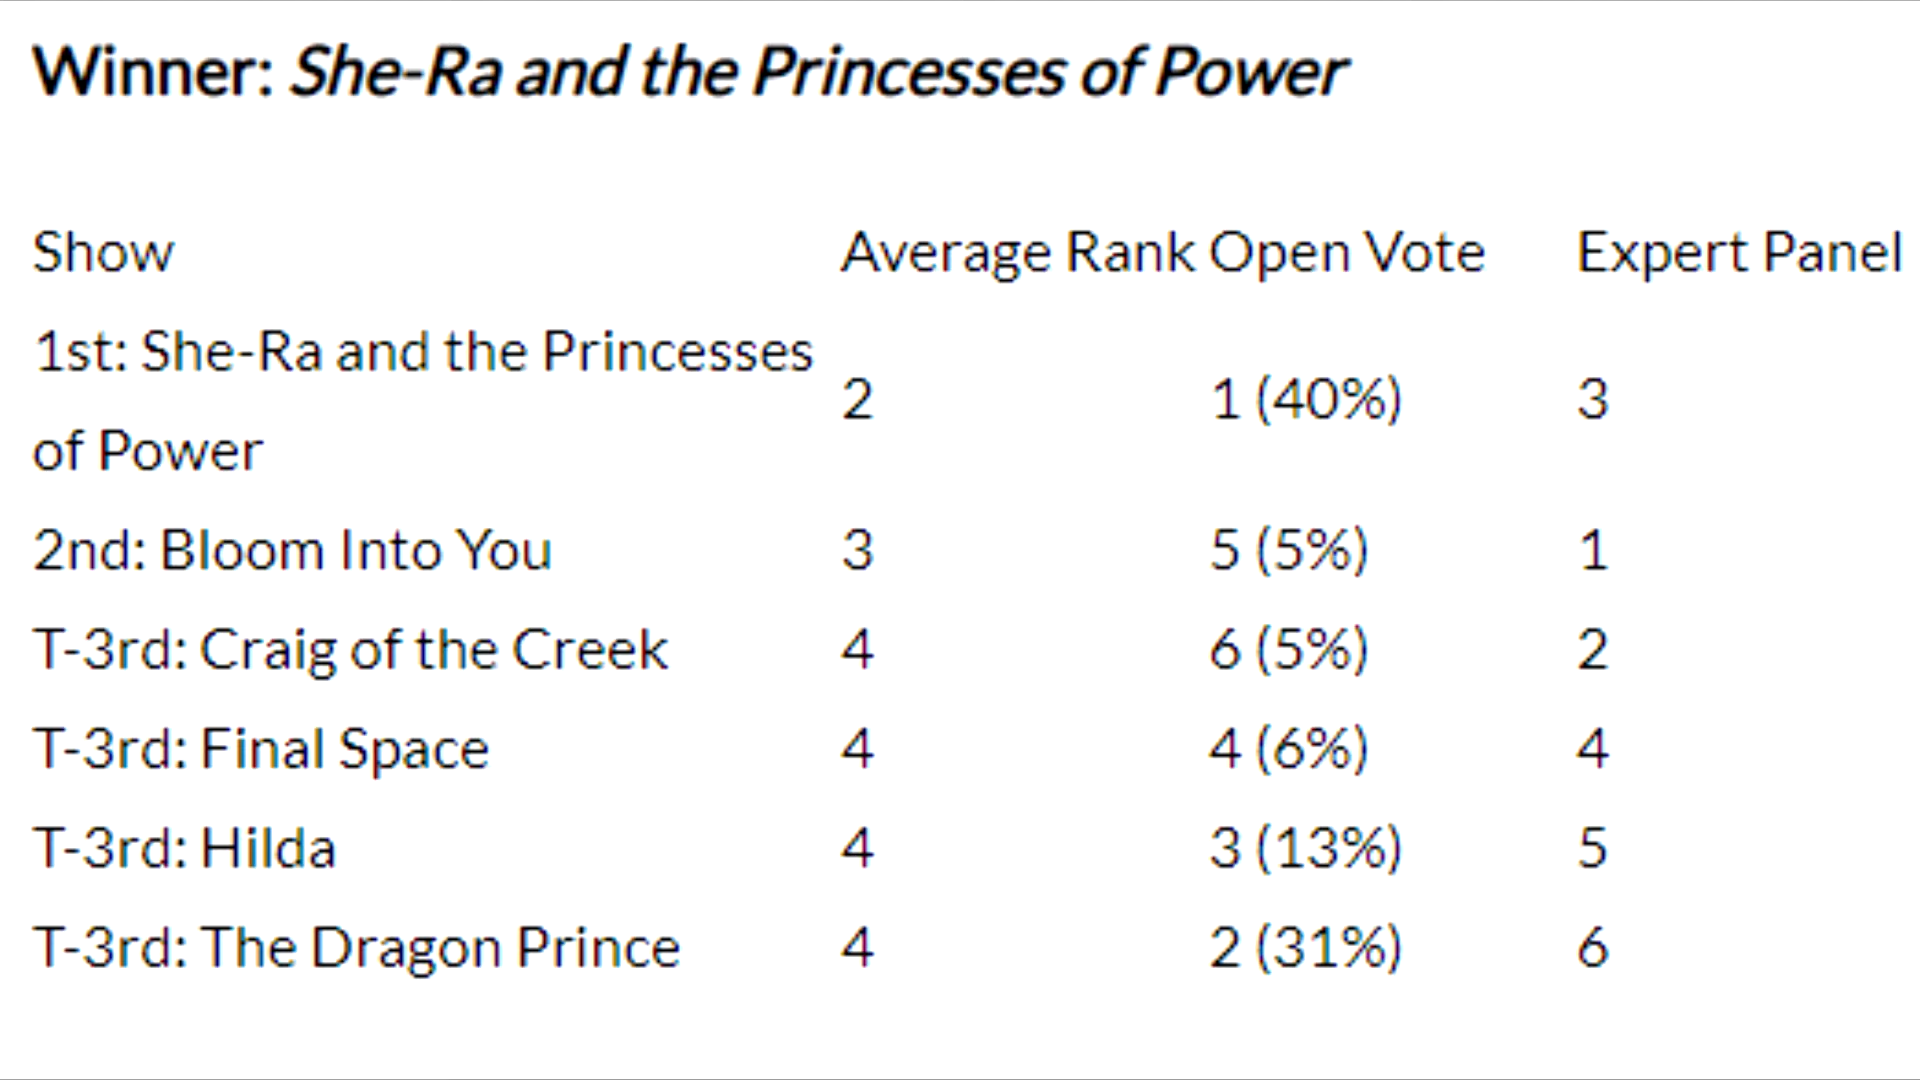 Winner: She-Ra and the Princesses of Power
Show Average Rank Open Vote Expert Panel
1st: She-Ra and the Princesses
of Power 2 1 (40%) 3
2nd: Bloom Into You 3 5 (5%) 1
T-3rd: Craig of the Creek 4 6 (5%) 2
T-3rd: Final Space 4 4 (6%) 4
T-3rd: Hilda 4 3 (13%) 5
T-3rd: The Dragon Prince 4 2 (31%) 6